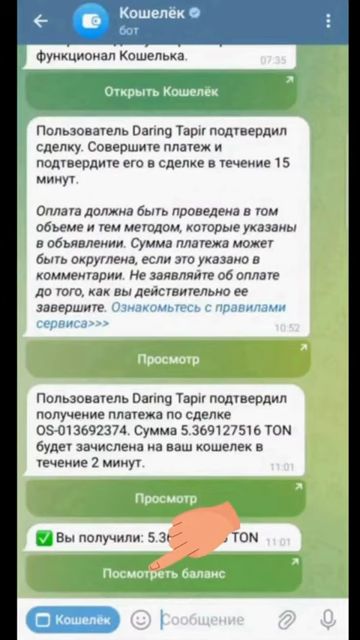 Кошелёк
бот
функционал Кошелька.
07:35
Открыть Кошелёк
Пользователь Daring Tapir подтвердил
сделку. Совершите платеж и
подтвердите его в сделке в течение 15
минут.
Оплата должна быть проведена в том
объеме и тем методом, которые указаны
в объявлении. Сумма платежа может
быть округлена, если это указано в
комментарии. Не заявляйте об оплате
до того, как вы действительно ее
завершите. Ознакомьтесь с правилами
сервиса>>>
10:52
Просмотр
Пользователь Daring Tapir подтвердил
получение платежа по сделке
OS-013692374. Сумма 5.369127516 TON
будет зачислена на ваш кошелек в
течение 2 минут.
11:01
Просмотр
Вы получили: TON
11:01
Посмотреть баланс
Кошелёк
Сообщение